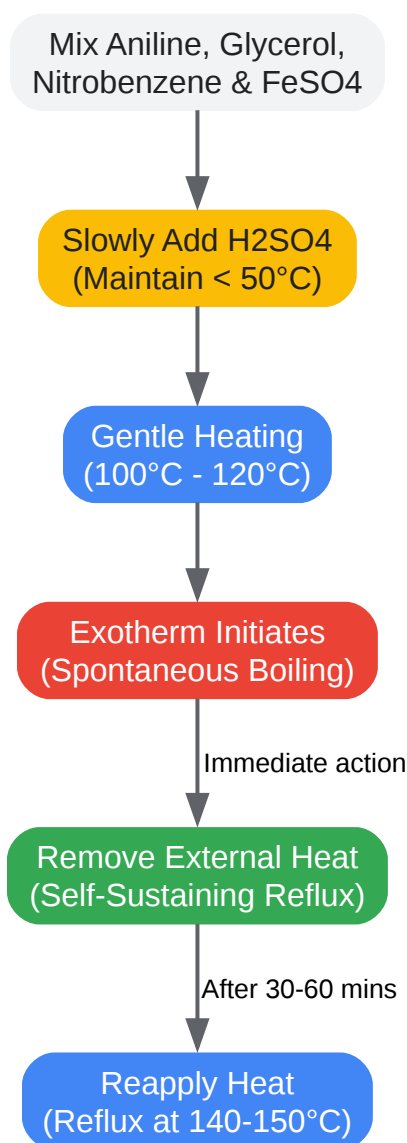 Mix Aniline, Glycerol,
Nitrobenzene & FeSO4
Slowly Add H2SO4
(Maintain < 50°C)
Gentle Heating
(100°C - 120°C)
Exotherm Initiates
(Spontaneous Boiling)
Immediate action
Remove External Heat
(Self-Sustaining Reflux)
After 30-60 mins
Reapply Heat
(Reflux at 140-150°C)